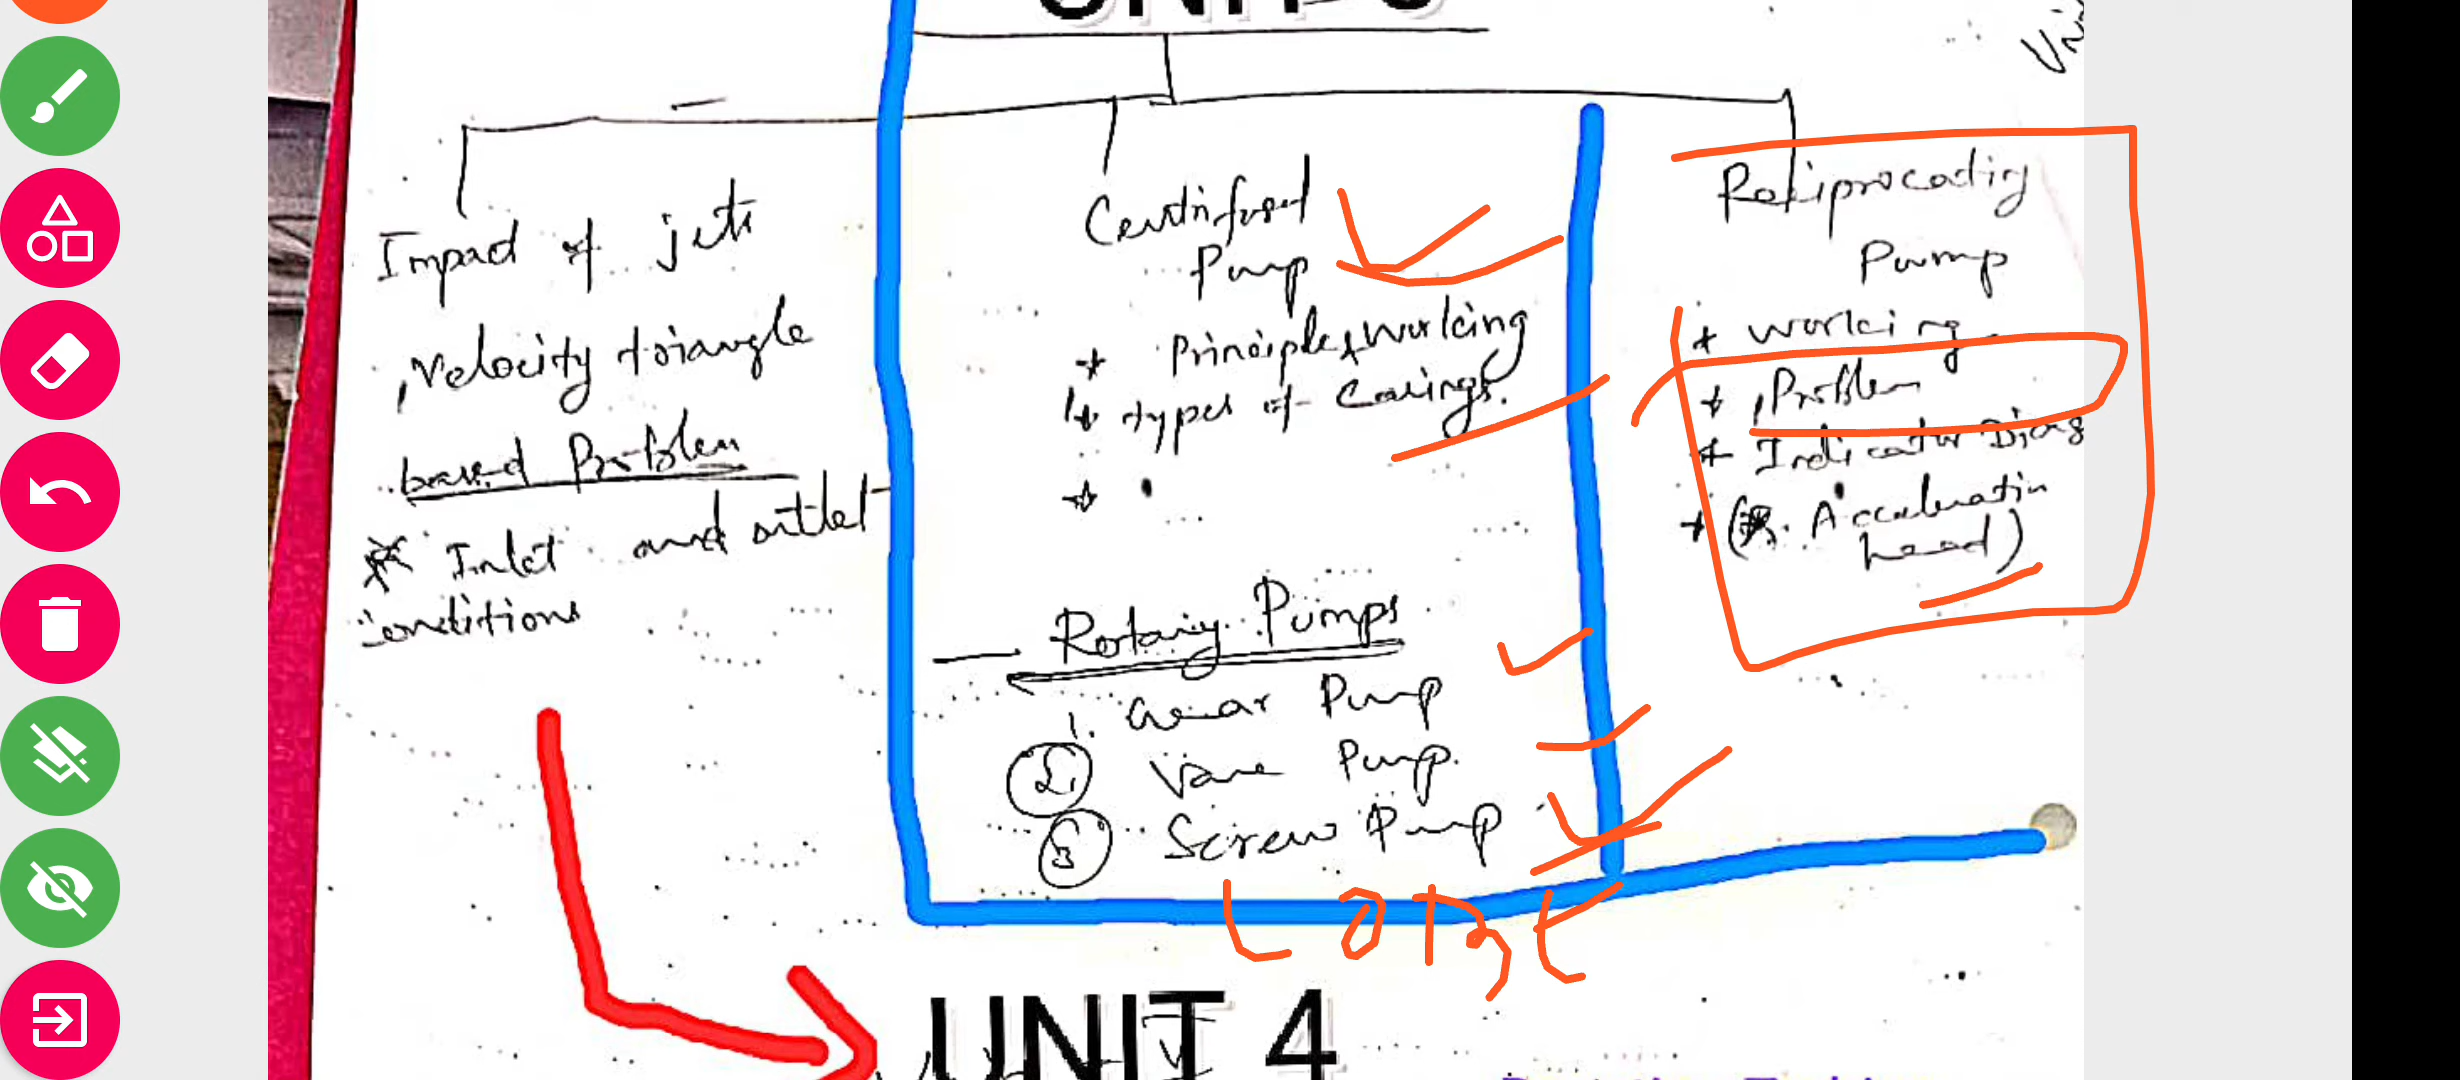 Impact of jets
Velocity triangle
based Problem
* Inlet and outlet
conditions
Centrifugal
Pump
* Principle & working
* types of Casings.
*
Rotary Pumps
1. Gear Pump
2. Vane Pump.
3 Screw Pump
Reciprocating
Pump
* working
* Problem
* Indicator Diag
* ( Acceleration
head)
UNIT 4